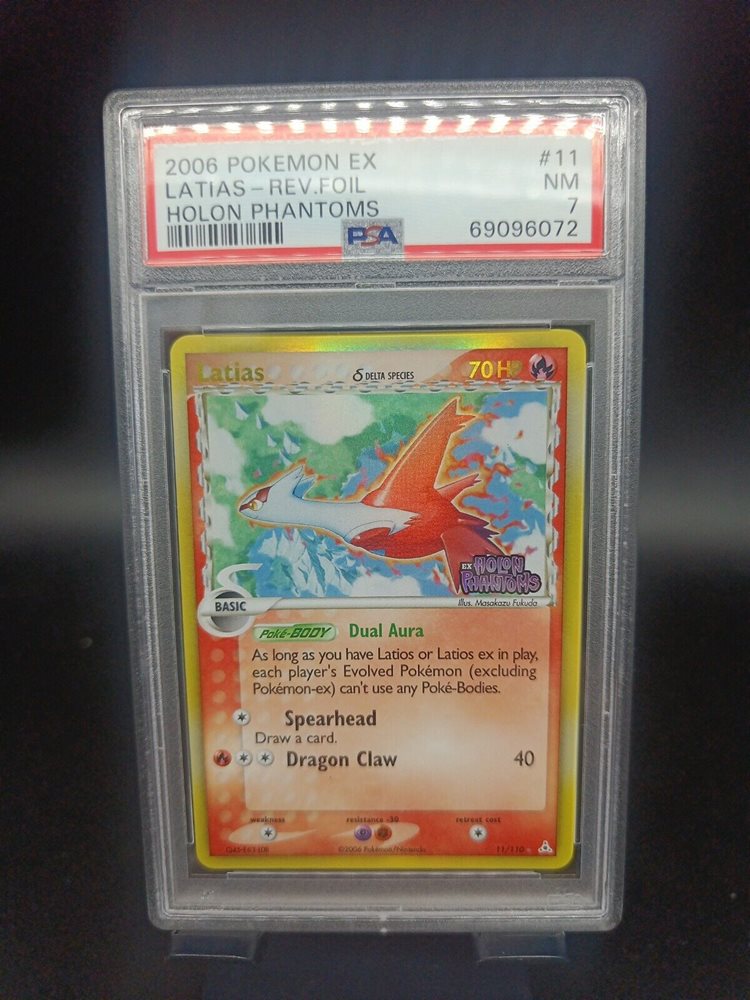 2006 POKEMON EX #11
LATIAS - REV.FOIL NM
HOLON PHANTOMS 7
PSA 69096072
Latias δ DELTA SPECIES 70 HP
EX HOLON
PHANTOMS
Illus. Masakazu Fukuda
BASIC
Poké-BODY Dual Aura
As long as you have Latias or Latios ex in play,
each player's Evolved Pokémon (excluding
Pokémon-ex) can't use any Poké-Bodies.
Spearhead
Draw a card.
Dragon Claw 40
weakness resistance -30 retreat cost
©2006 Pokémon/Nintendo 11/110